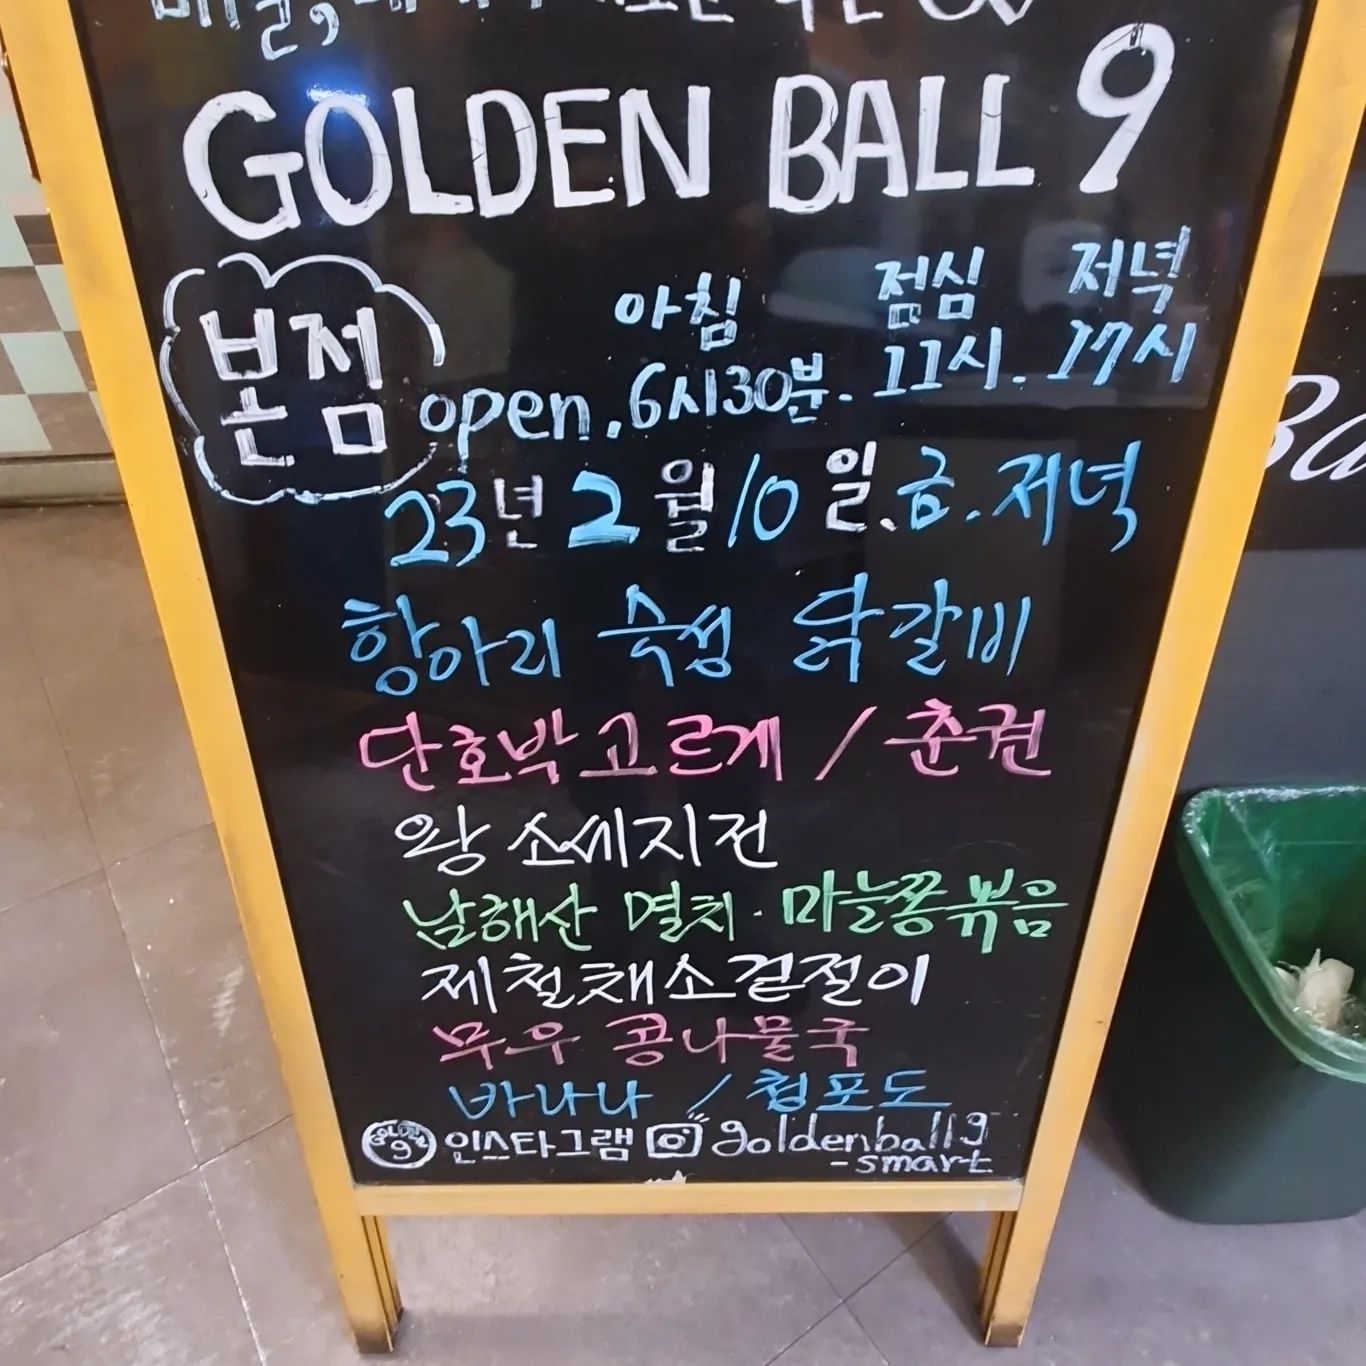 GOLDEN BALL 9
본점
아침 점심 저녁
open. 6시30분. 11시. 17시
23년 2월 10일. 금. 저녁
항아리 숙성 닭갈비
단호박고르게 / 춘권
왕 소세지전
남해산 멸치·마늘쫑볶음
제철채소겉절이
무우 콩나물국
바나나 / 청포도
GOLDEN 9 인스타그램 goldenball9
-smart